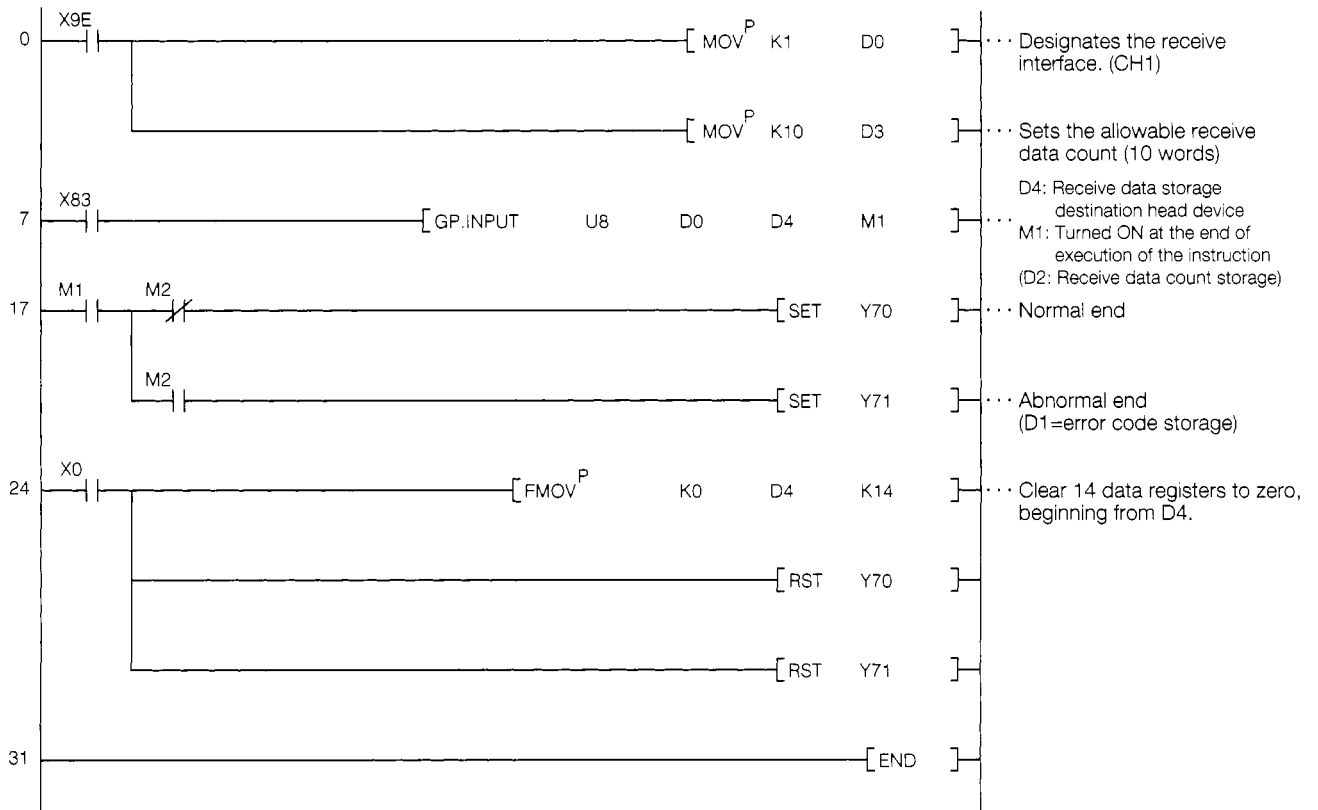 X9E
0 MOV P K1 D0 ··· Designates the receive
interface. (CH1)
MOV P K10 D3 ··· Sets the allowable receive
data count (10 words)
X83
7 GP.INPUT U8 D0 D4 M1
D4: Receive data storage
destination head device
M1: Turned ON at the end of
execution of the instruction
(D2: Receive data count storage)
M1 M2
17 SET Y70 ··· Normal end
M2
SET Y71 ··· Abnormal end
(D1=error code storage)
X0
24 FMOV P K0 D4 K14 ··· Clear 14 data registers to zero,
beginning from D4.
RST Y70
RST Y71
31 END